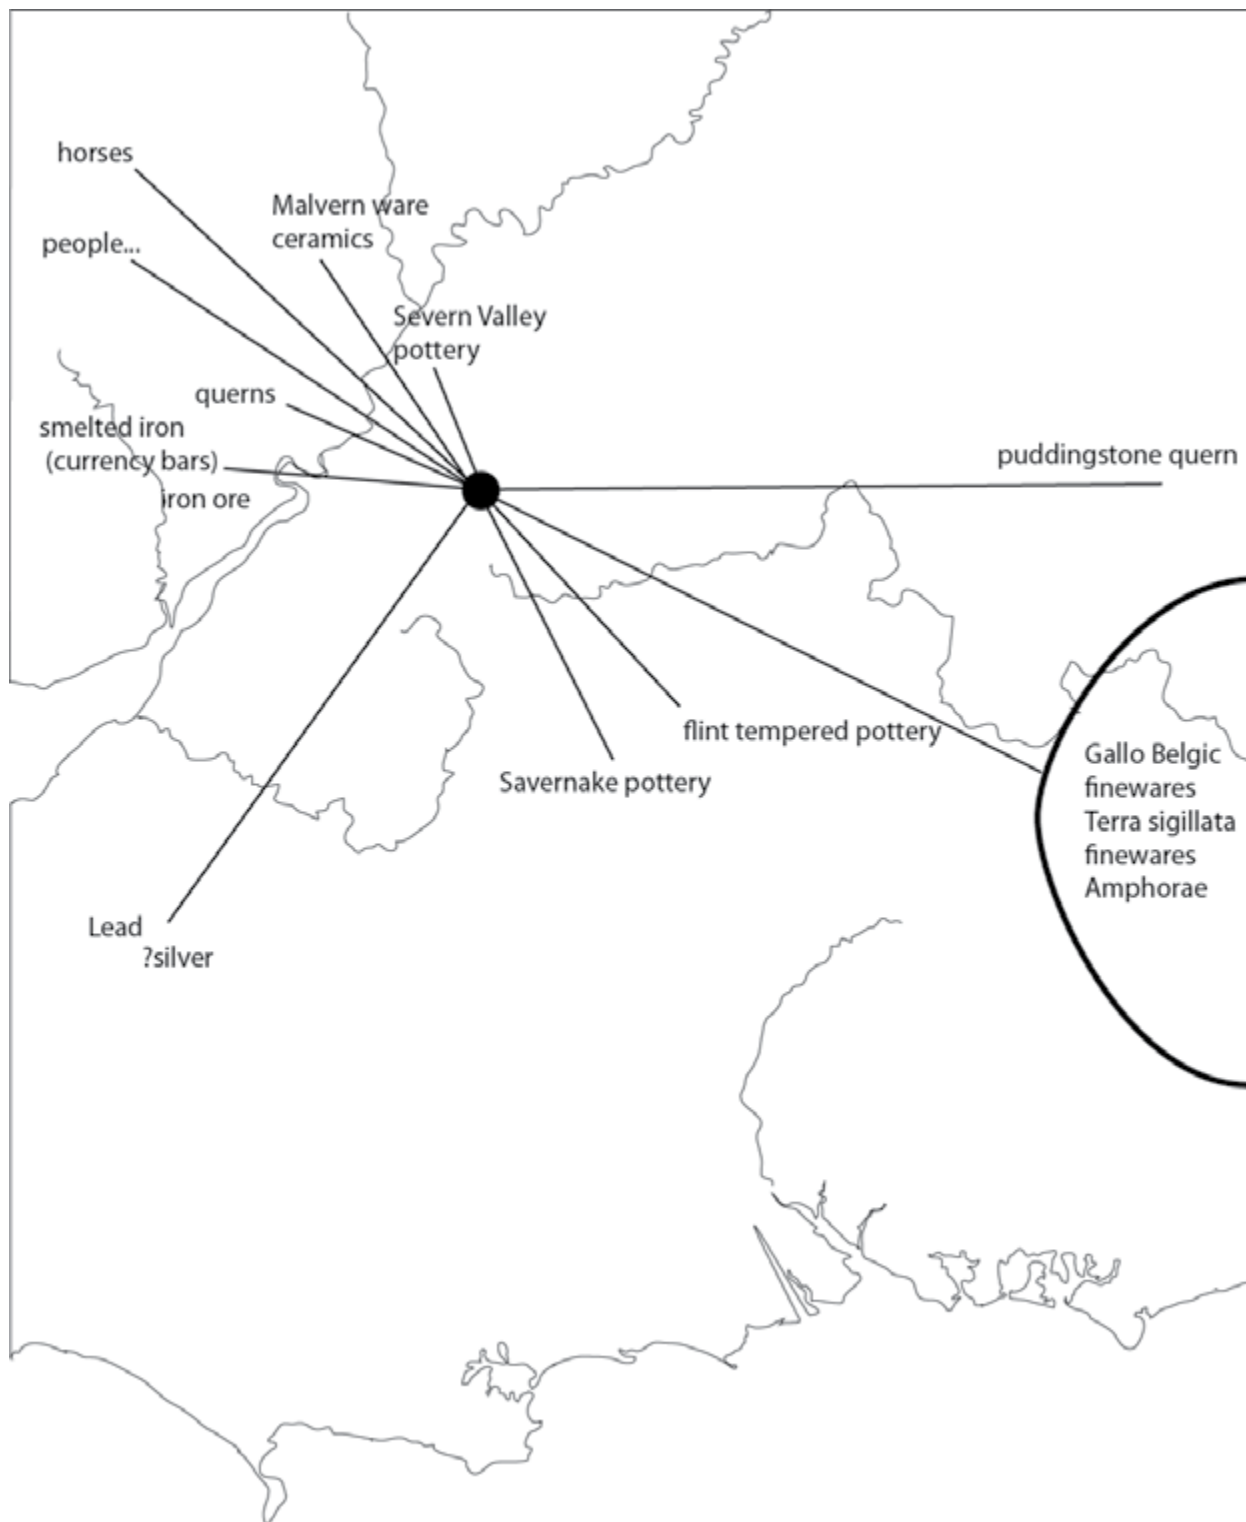 horses
Malvern ware
ceramics
people...
Severn Valley
pottery
querns
smelted iron
(currency bars)
iron ore
puddingstone quern
flint tempered pottery
Savernake pottery
Gallo Belgic
finewares
Terra sigillata
finewares
Amphorae
Lead
?silver